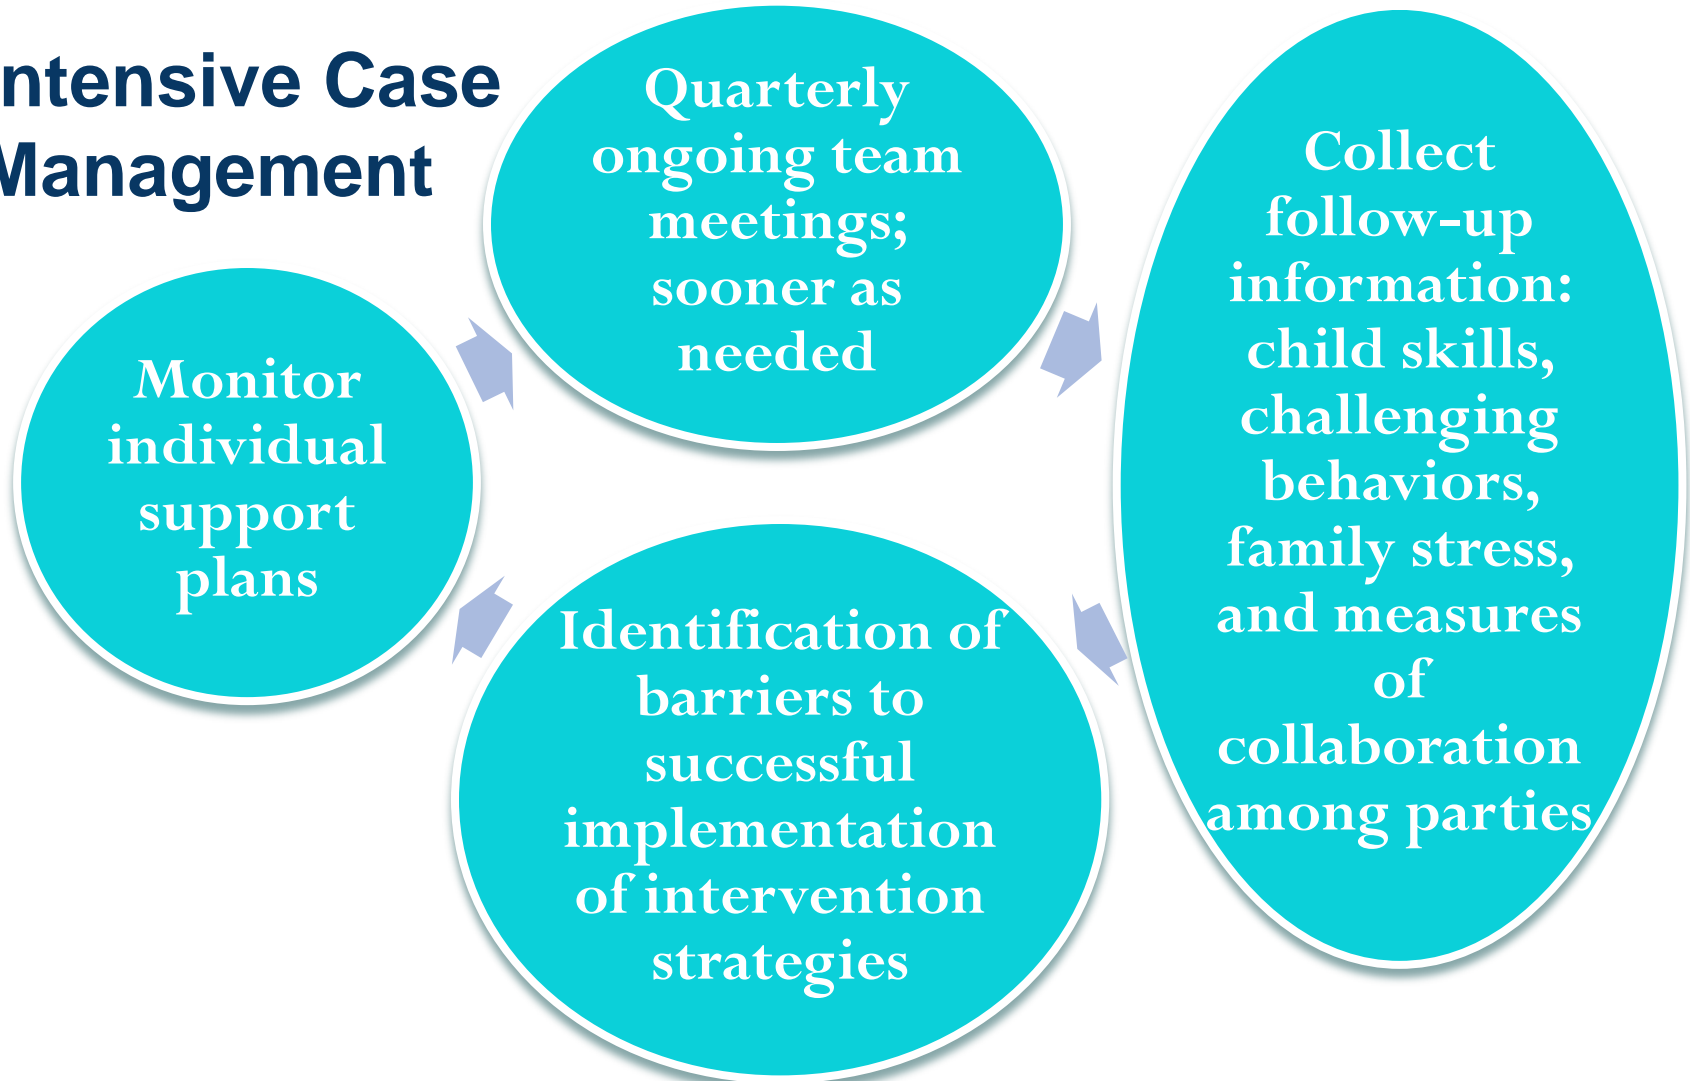 ntensive Case
Management
Quarterly
ongoing team
meetings;
sooner as
needed
Collect
follow-up
information:
child skills,
challenging
behaviors,
family stress,
and measures
of
collaboration
among parties
Identification of
barriers to
successful
implementation
of intervention
strategies
Monitor
individual
support
plans